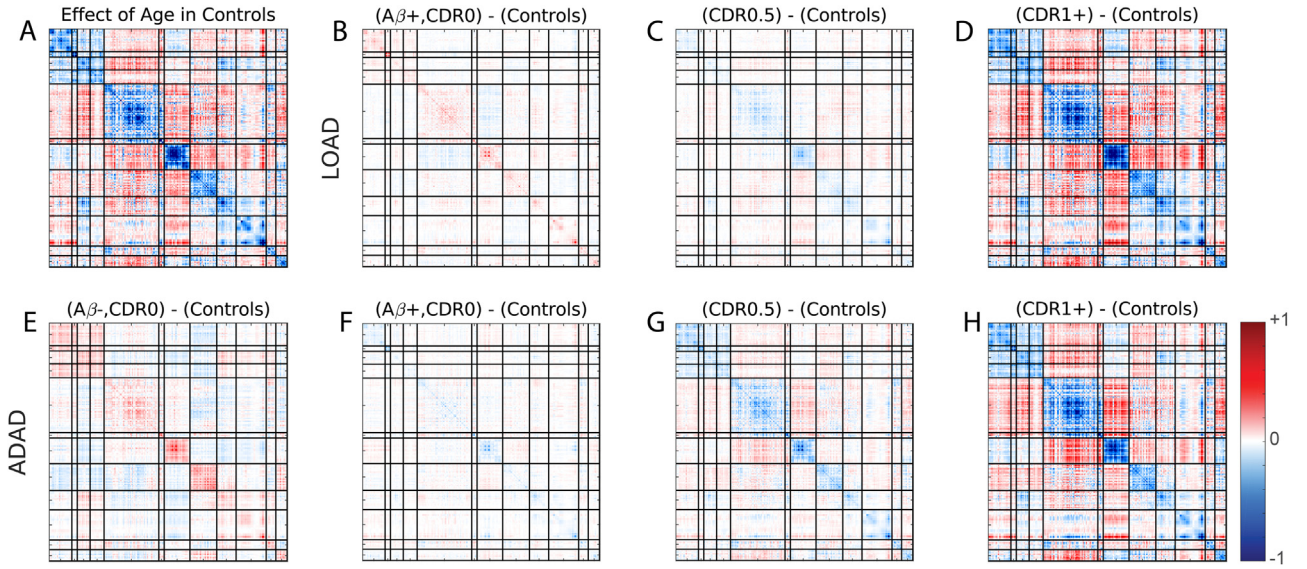 A
Effect of Age in Controls
B
(Aβ+,CDR0) - (Controls)
C
(CDR0.5) - (Controls)
D
(CDR1+) - (Controls)
LOAD
E
(Aβ-,CDR0) - (Controls)
F
(Aβ+,CDR0) - (Controls)
G
(CDR0.5) - (Controls)
H
(CDR1+) - (Controls)
ADAD
+1
0
-1